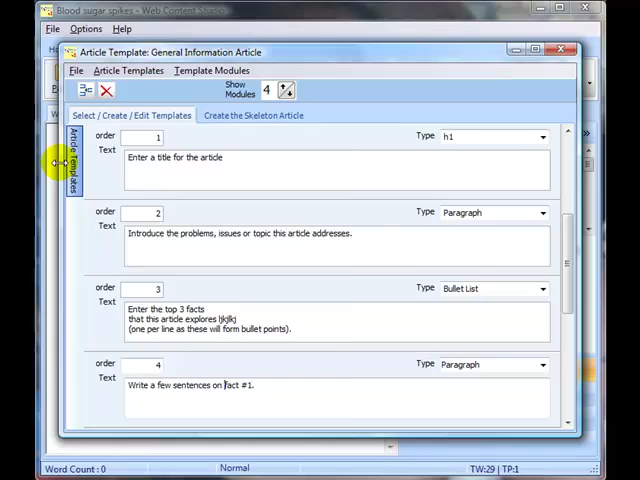 Blood sugar spikes - Web Content Studio
File Options Help
Article Template: General Information Article
File Article Templates Template Modules
Show
Modules 4
Select / Create / Edit Templates Create the Skeleton Article
Article Templates
order 1 Type h1
Text Enter a title for the article
order 2 Type Paragraph
Text Introduce the problems, issues or topic this article addresses.
order 3 Type Bullet List
Text Enter the top 3 facts
that this article explores ljkjlkj
(one per line as these will form bullet points).
order 4 Type Paragraph
Text Write a few sentences on fact #1.
Word Count : 0 Normal TW:29 | TP:1